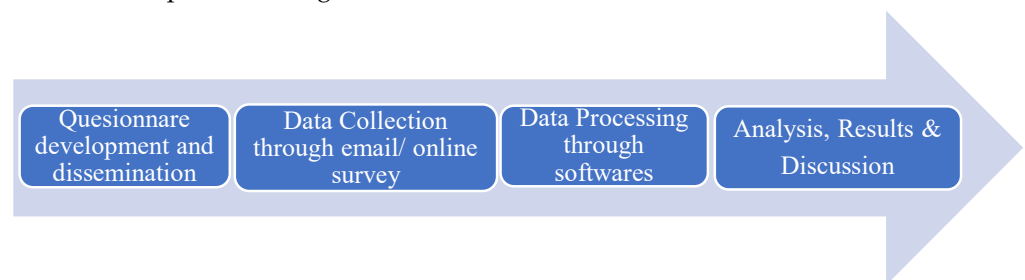 Quesionnare
development and
dissemination
Data Collection
through email/ online
survey
Data Processing
through
softwares
Analysis, Results &
Discussion